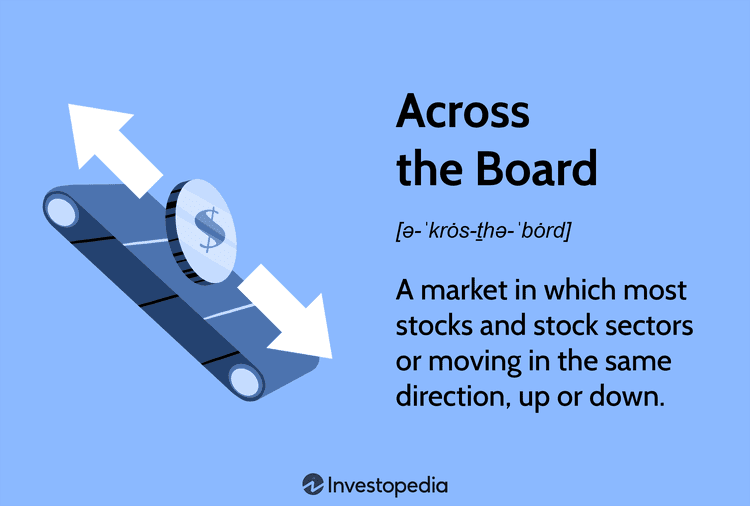 Across
the Board
[ə-ˈkrȯs-t͟hə-ˈbȯrd]
A market in which most
stocks and stock sectors
or moving in the same
direction, up or down.
$
Investopedia